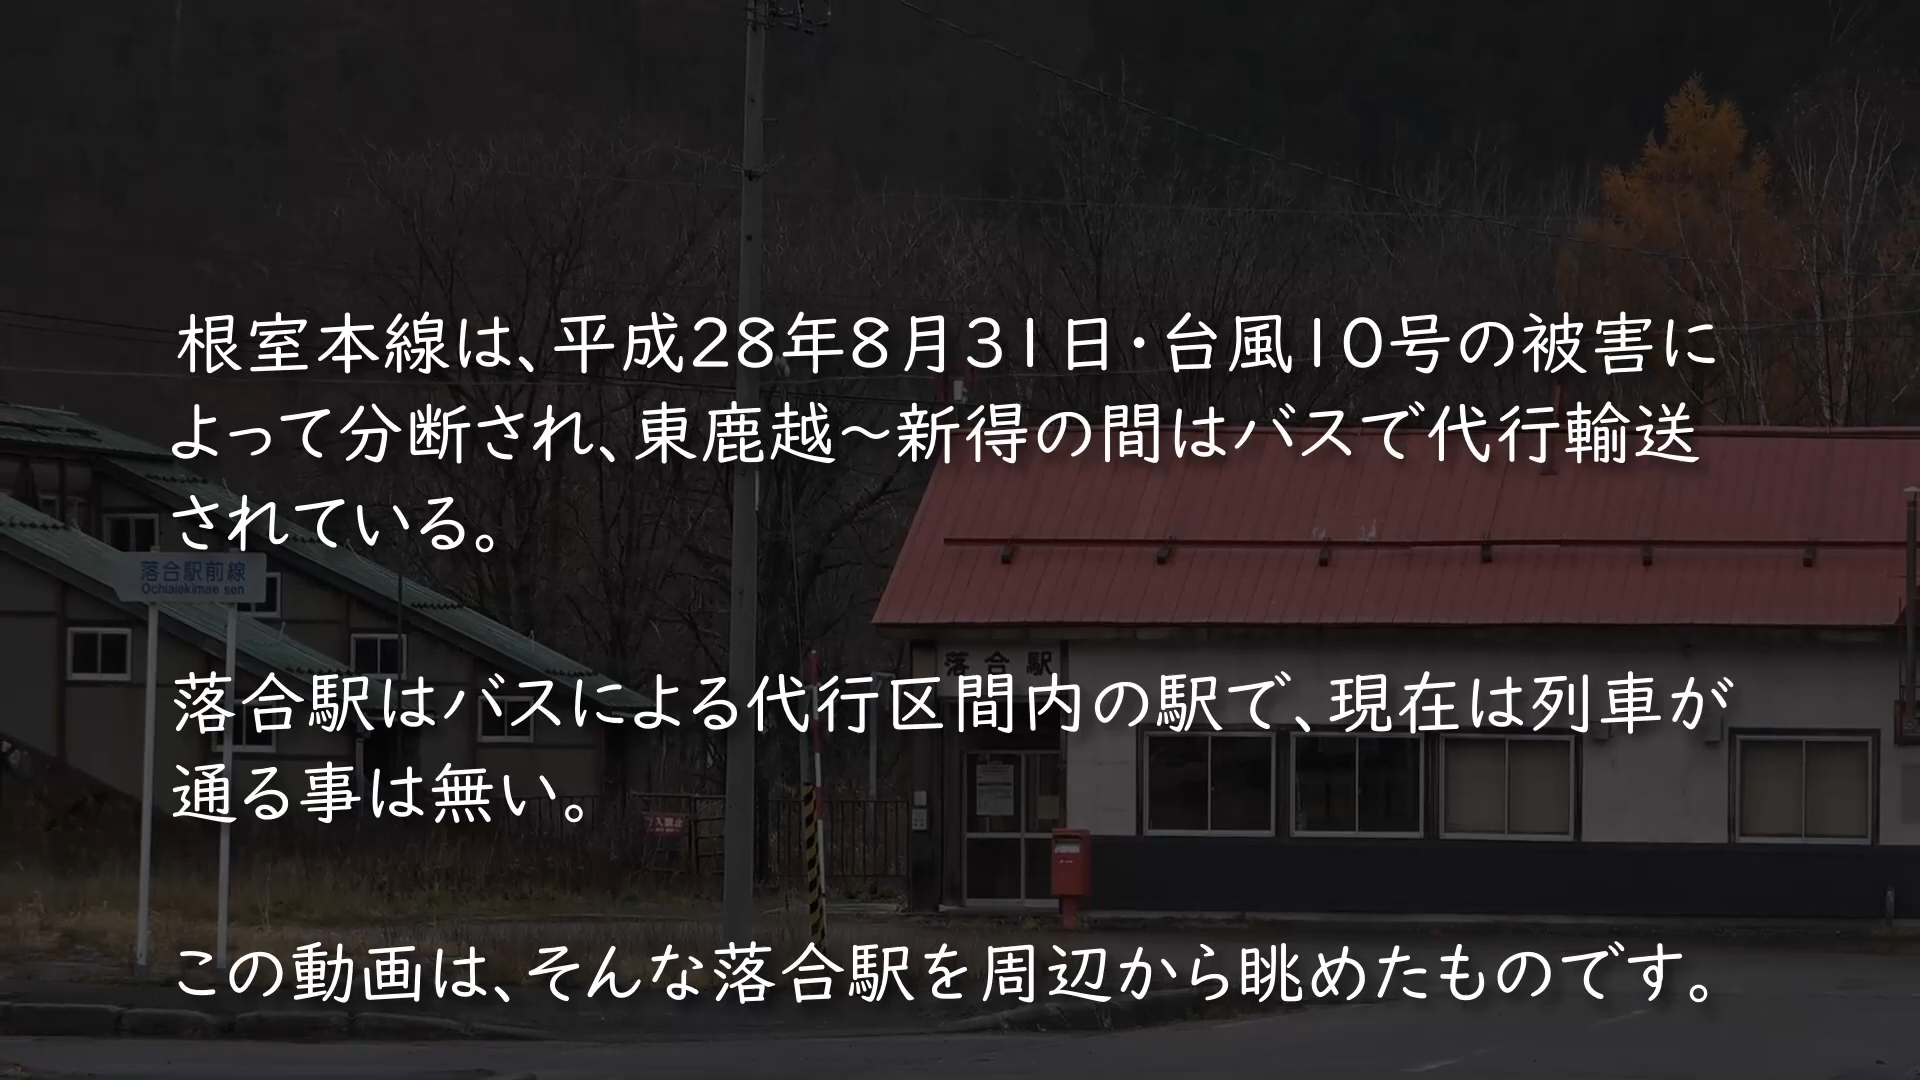 根室本線は、平成28年8月31日・台風10号の被害に
よって分断され、東鹿越～新得の間はバスで代行輸送
されている。
落合駅前線
Ochiaiekimae sen
落合駅
落合駅はバスによる代行区間内の駅で、現在は列車が
通る事は無い。
この動画は、そんな落合駅を周辺から眺めたものです。